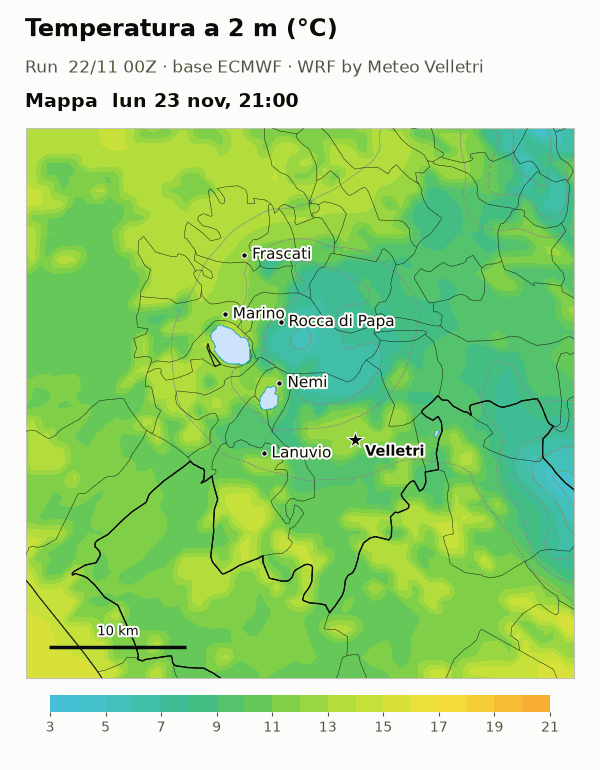 Temperatura a 2 m (°C)
Run  22/11 00Z · base ECMWF · WRF by Meteo Velletri
Mappa  lun 23 nov, 21:00
Frascati
Marino
Rocca di Papa
Nemi
Velletri
Lanuvio
10 km
3 5 7 9 11 13 15 17 19 21